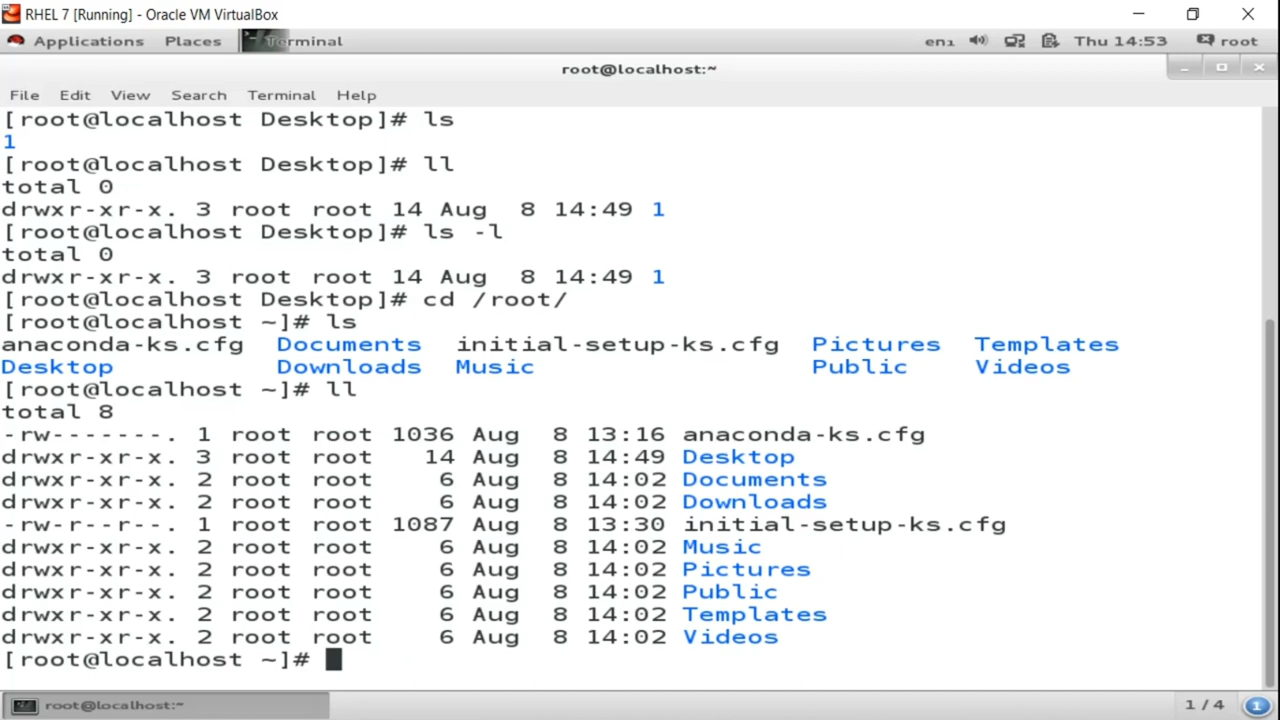 RHEL 7 [Running] - Oracle VM VirtualBox
Applications Places Terminal en1 Thu 14:53 root
root@localhost:~
File Edit View Search Terminal Help
[root@localhost Desktop]# ls
1
[root@localhost Desktop]# ll
total 0
drwxr-xr-x. 3 root root 14 Aug  8 14:49 1
[root@localhost Desktop]# ls -l
total 0
drwxr-xr-x. 3 root root 14 Aug  8 14:49 1
[root@localhost Desktop]# cd /root/
[root@localhost ~]# ls
anaconda-ks.cfg  Documents  initial-setup-ks.cfg  Pictures  Templates
Desktop          Downloads  Music                 Public    Videos
[root@localhost ~]# ll
total 8
-rw-------. 1 root root 1036 Aug  8 13:16 anaconda-ks.cfg
drwxr-xr-x. 3 root root   14 Aug  8 14:49 Desktop
drwxr-xr-x. 2 root root    6 Aug  8 14:02 Documents
drwxr-xr-x. 2 root root    6 Aug  8 14:02 Downloads
-rw-r--r--. 1 root root 1087 Aug  8 13:30 initial-setup-ks.cfg
drwxr-xr-x. 2 root root    6 Aug  8 14:02 Music
drwxr-xr-x. 2 root root    6 Aug  8 14:02 Pictures
drwxr-xr-x. 2 root root    6 Aug  8 14:02 Public
drwxr-xr-x. 2 root root    6 Aug  8 14:02 Templates
drwxr-xr-x. 2 root root    6 Aug  8 14:02 Videos
[root@localhost ~]#
root@localhost:~ 1 / 4 1